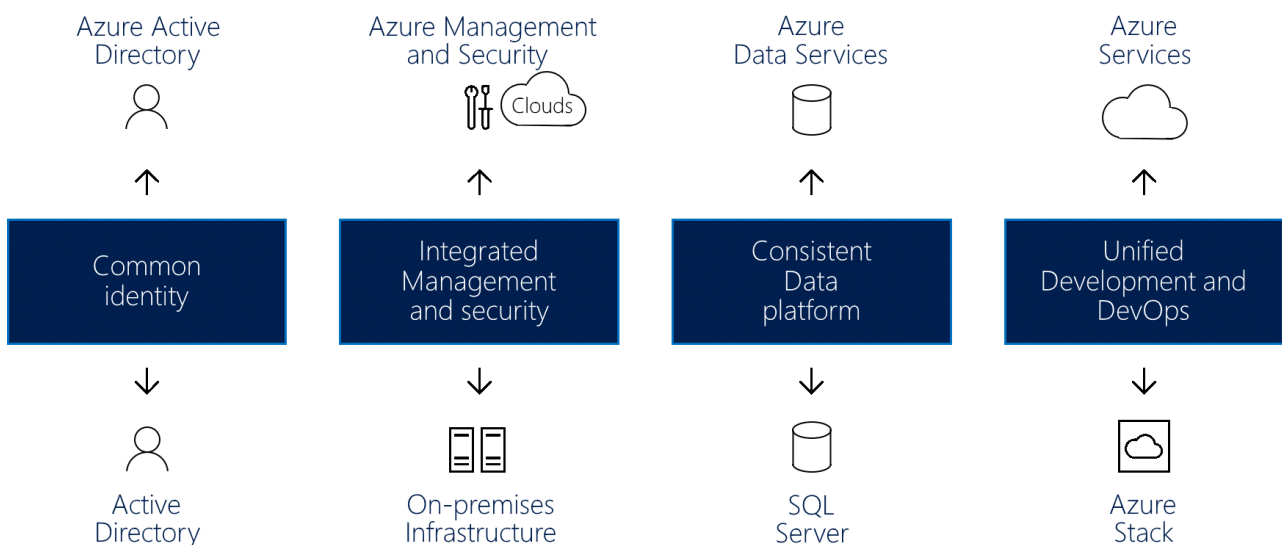 Azure Active
Directory
Azure Management
and Security
Clouds
Azure
Data Services
Azure
Services
Common
identity
Integrated
Management
and security
Consistent
Data
platform
Unified
Development and
DevOps
Active
Directory
On-premises
Infrastructure
SQL
Server
Azure
Stack